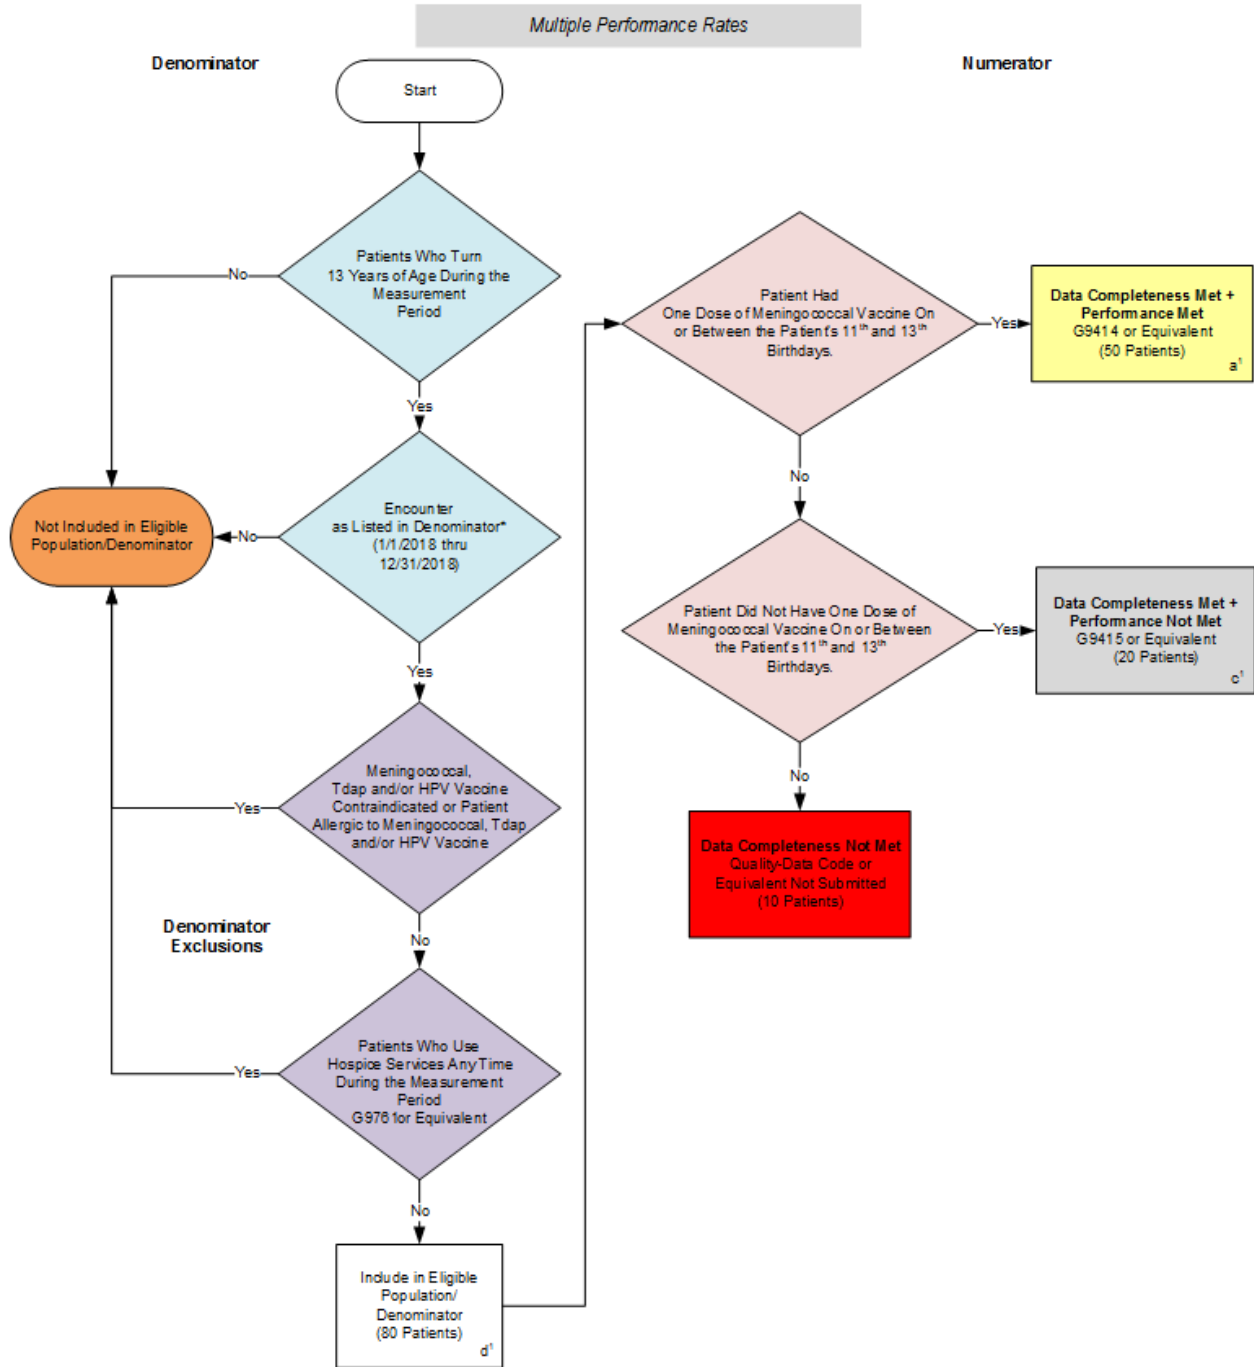 Multiple Performance Rates
Denominator
Numerator
Start
Patients Who Turn
13 Years of Age During the
Measurement
Period
No
Yes
Encounter
as Listed in Denominator*
(1/1/2018 thru
12/31/2018)
No
Not Included in Eligible
Population/Denominator
Yes
Meningococcal,
Tdap and/or HPV Vaccine
Contraindicated or Patient
Allergic to Meningococcal, Tdap
and/or HPV Vaccine
Yes
Denominator
Exclusions
No
Patients Who Use
Hospice Services Any Time
During the Measurement
Period
G9761or Equivalent
Yes
No
Include in Eligible
Population/
Denominator
(80 Patients)
d¹
Patient Had
One Dose of Meningococcal Vaccine On
or Between the Patient's 11th and 13th
Birthdays.
Yes
Data Completeness Met +
Performance Met
G9414 or Equivalent
(50 Patients)
a¹
No
Patient Did Not Have One Dose of
Meningococcal Vaccine On or Between
the Patient's 11th and 13th
Birthdays.
Yes
Data Completeness Met +
Performance Not Met
G9415 or Equivalent
(20 Patients)
c¹
No
Data Completeness Not Met
Quality-Data Code or
Equivalent Not Submitted
(10 Patients)